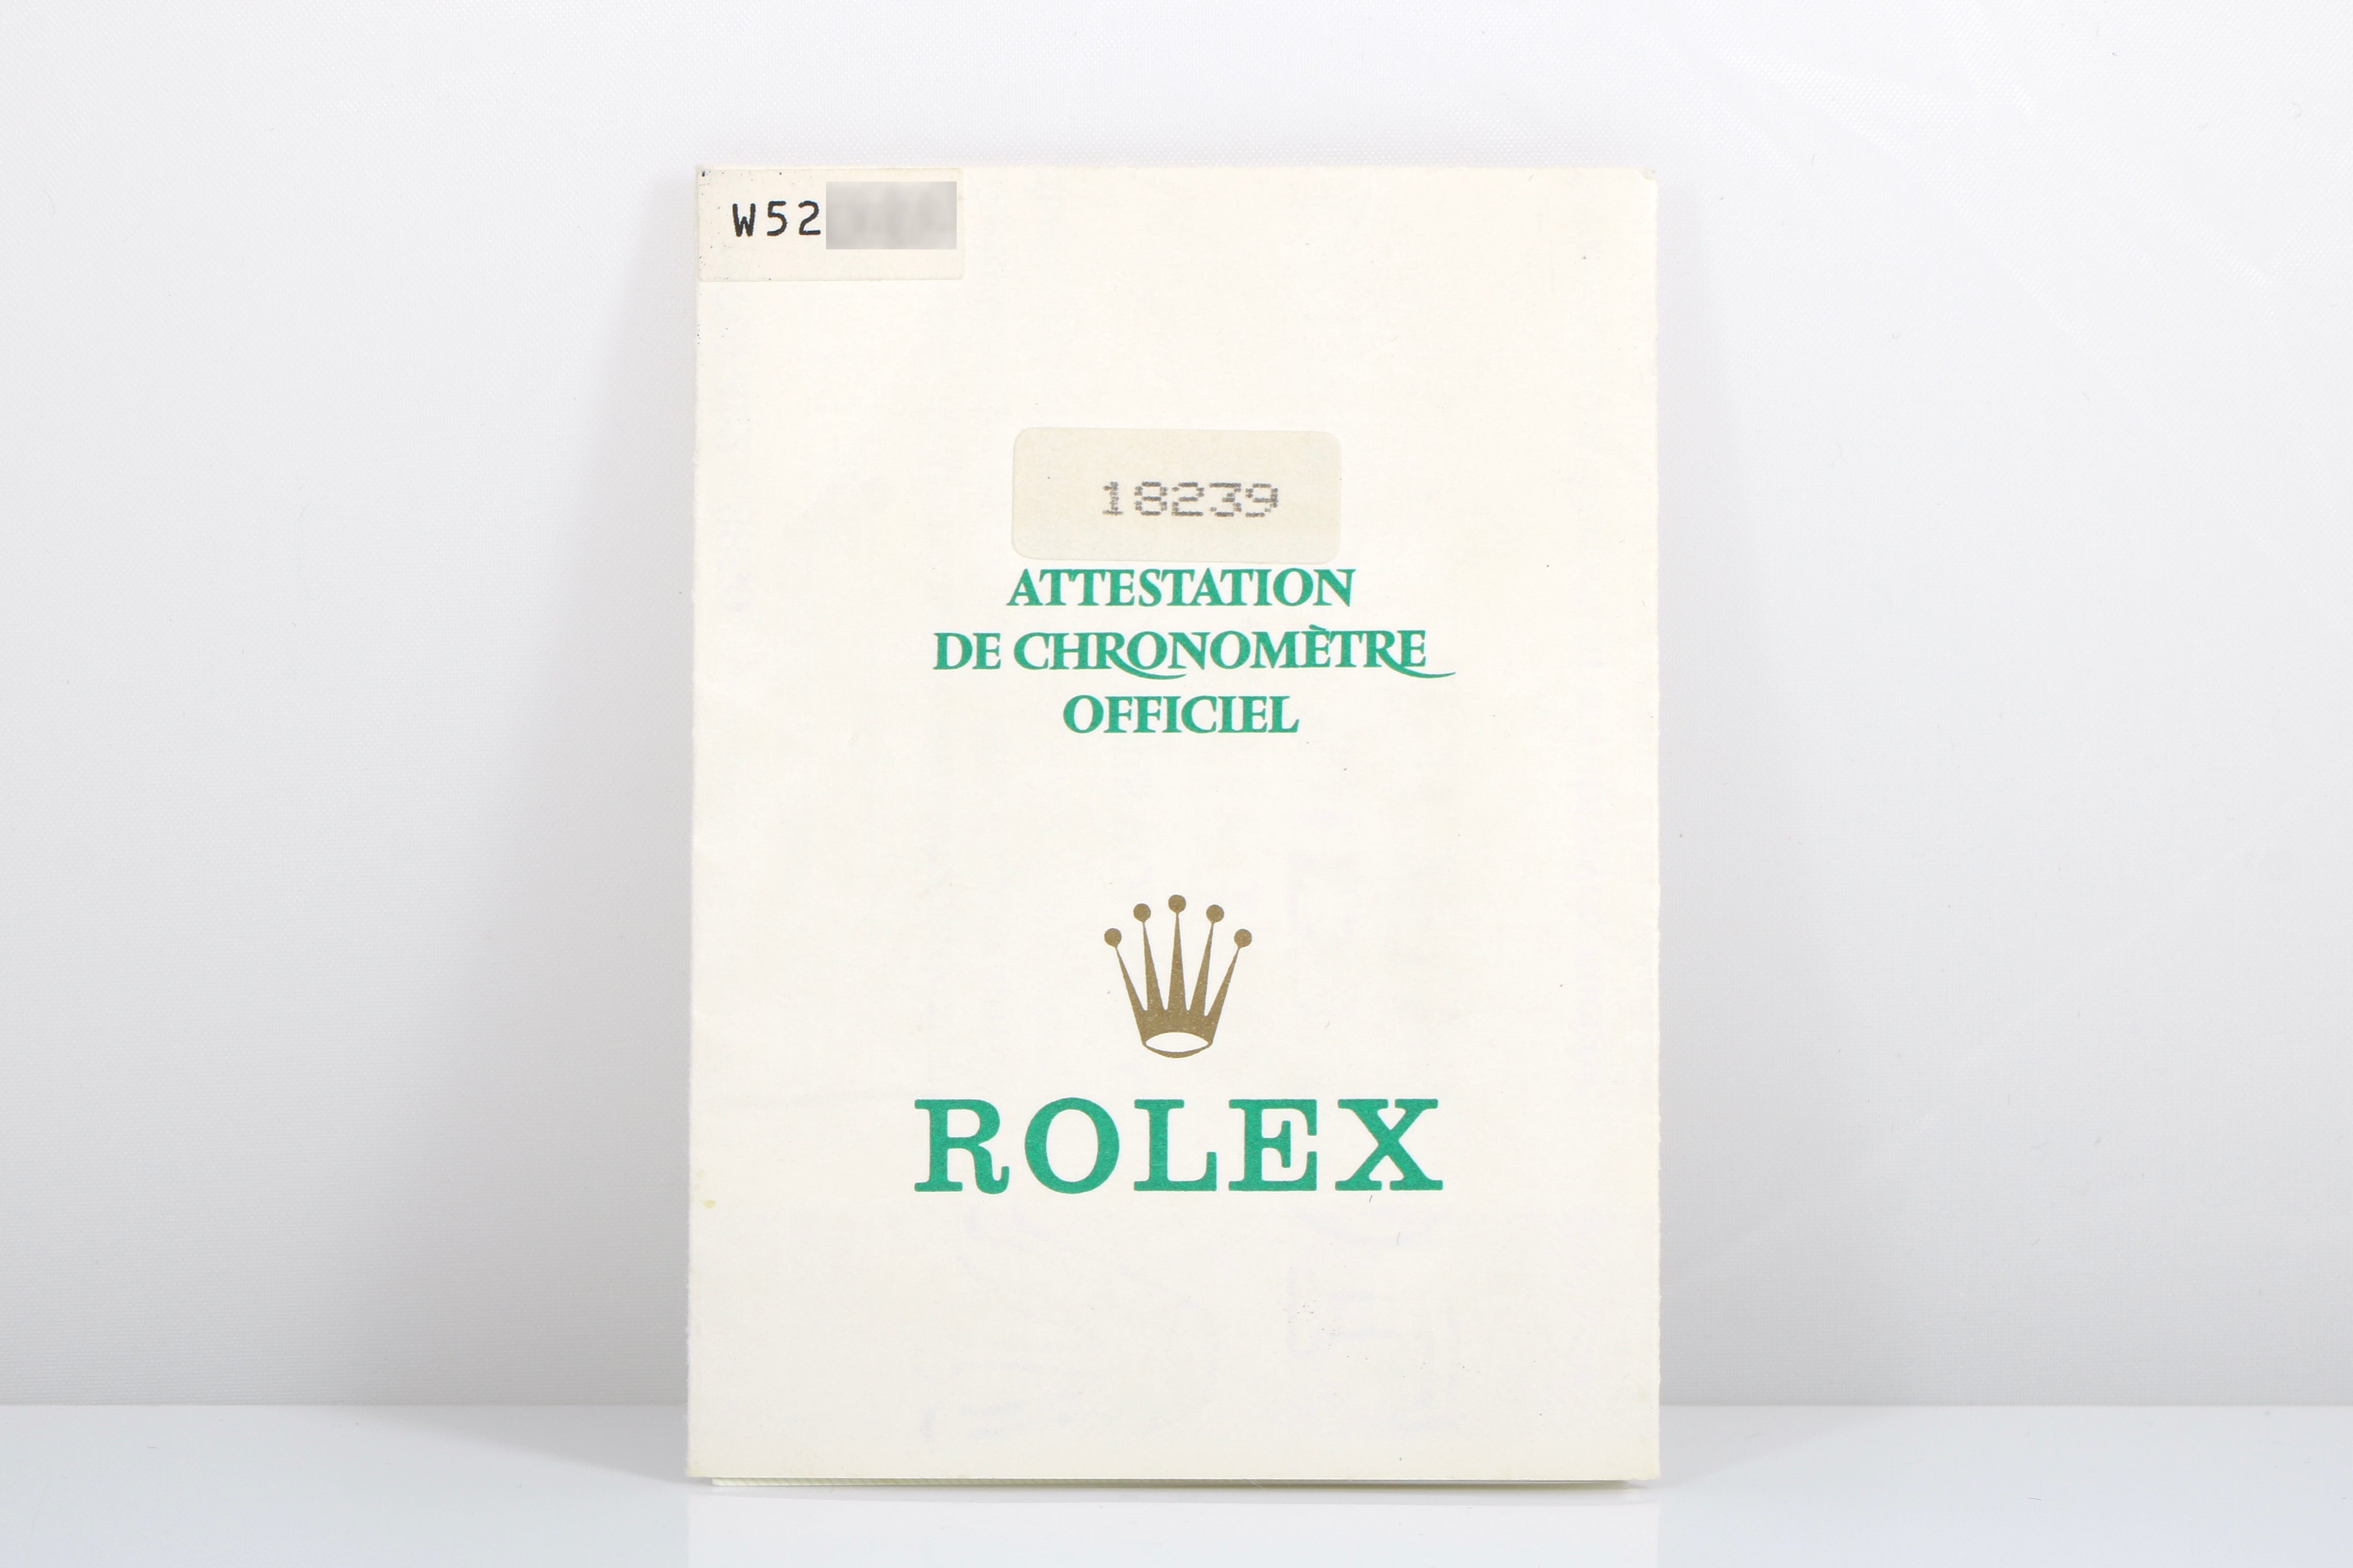 W52
18239
ATTESTATION
DE CHRONOMÈTRE
OFFICIEL
ROLEX